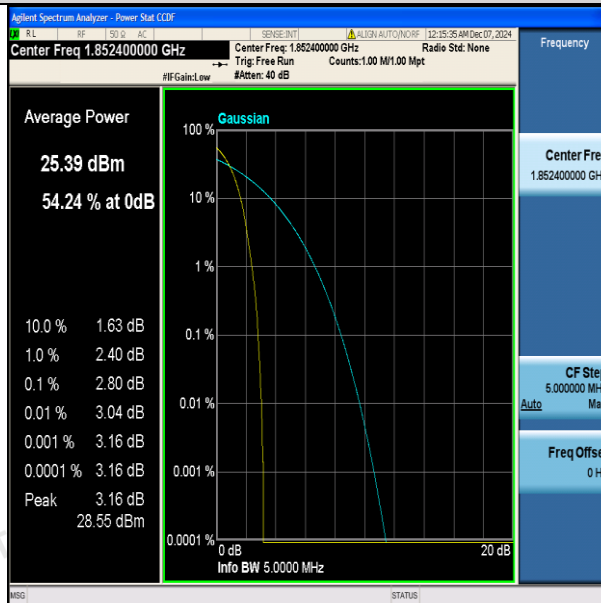 Agilent Spectrum Analyzer - Power Stat CCDF
RL RF 50 Ω AC SENSE:INT ALIGN AUTO/NORF 12:15:35 AM Dec 07, 2024
Center Freq 1.852400000 GHz
Center Freq: 1.852400000 GHz Radio Std: None
Trig: Free Run Counts:1.00 M/1.00 Mpt
#IFGain:Low #Atten: 40 dB
Frequency
Average Power
25.39 dBm
54.24 % at 0dB
10.0 % 1.63 dB
1.0 % 2.40 dB
0.1 % 2.80 dB
0.01 % 3.04 dB
0.001 % 3.16 dB
0.0001 % 3.16 dB
Peak 3.16 dB
28.55 dBm
Gaussian
100 %
10 %
1 %
0.1 %
0.01 %
0.001 %
0.0001 %
0 dB 20 dB
Info BW 5.0000 MHz
Center Fre
1.852400000 GH
CF Ste
5.000000 MH
Auto Ma
Freq Offse
0 H
MSG STATUS